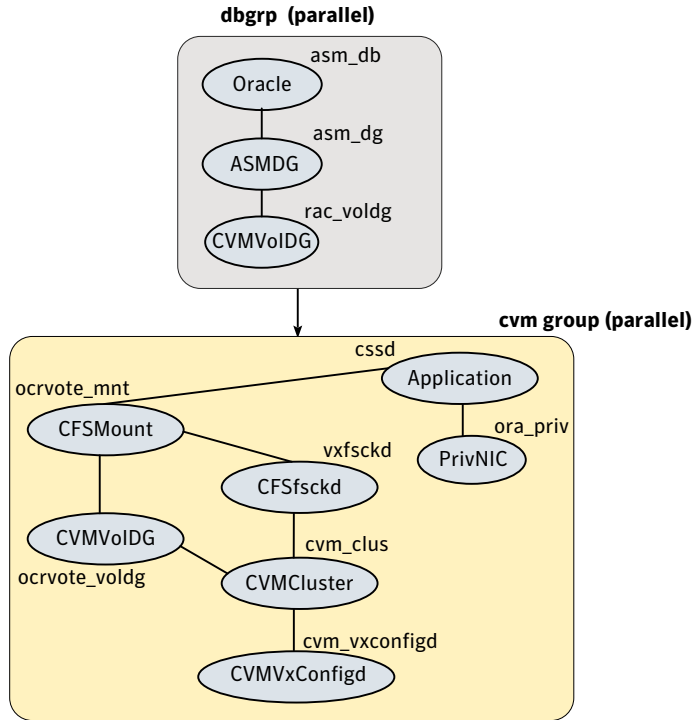 dbgrp (parallel)
asm_db
Oracle
asm_dg
ASMDG
rac_voldg
CVMVolDG
cvm group (parallel)
cssd
Application
ocrvote_mnt
CFSMount
ora_priv
PrivNIC
vxfsckd
CFSfsckd
CVMVolDG
ocrvote_voldg
cvm_clus
CVMCluster
cvm_vxconfigd
CVMVxConfigd